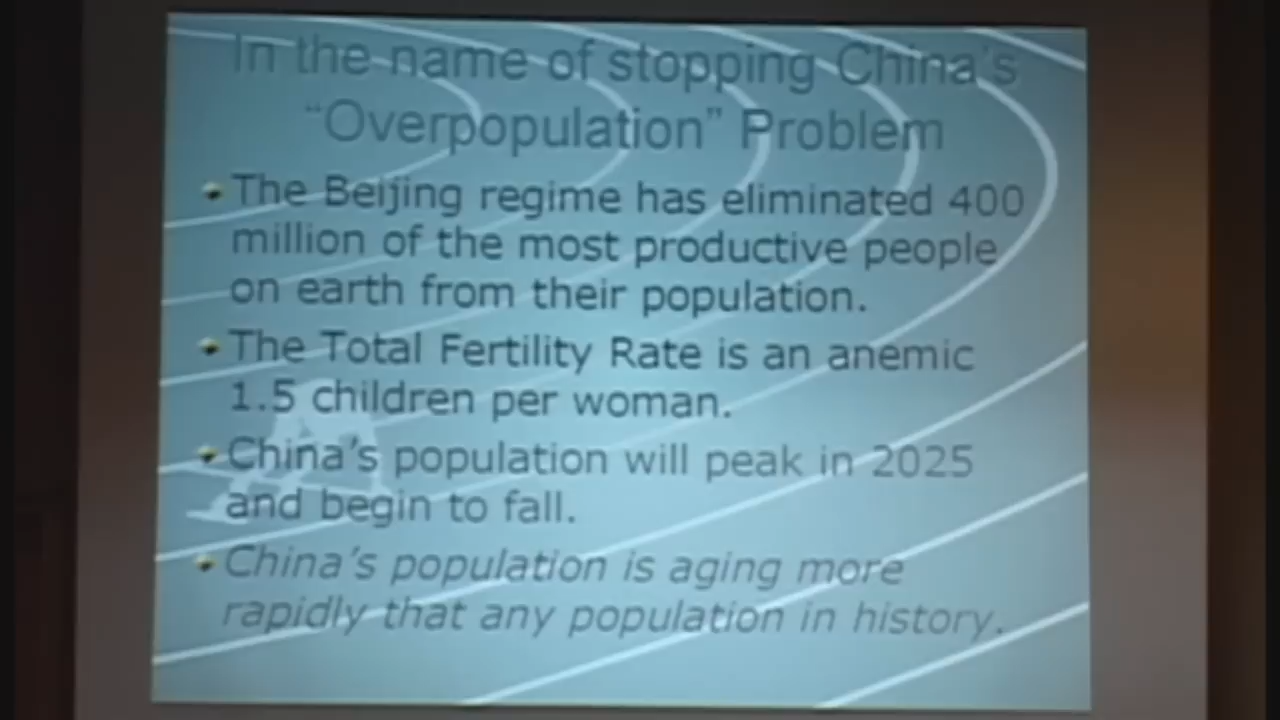 In the name of stopping China's
“Overpopulation” Problem
The Beijing regime has eliminated 400
million of the most productive people
on earth from their population.
The Total Fertility Rate is an anemic
1.5 children per woman.
China's population will peak in 2025
and begin to fall.
China's population is aging more
rapidly that any population in history.